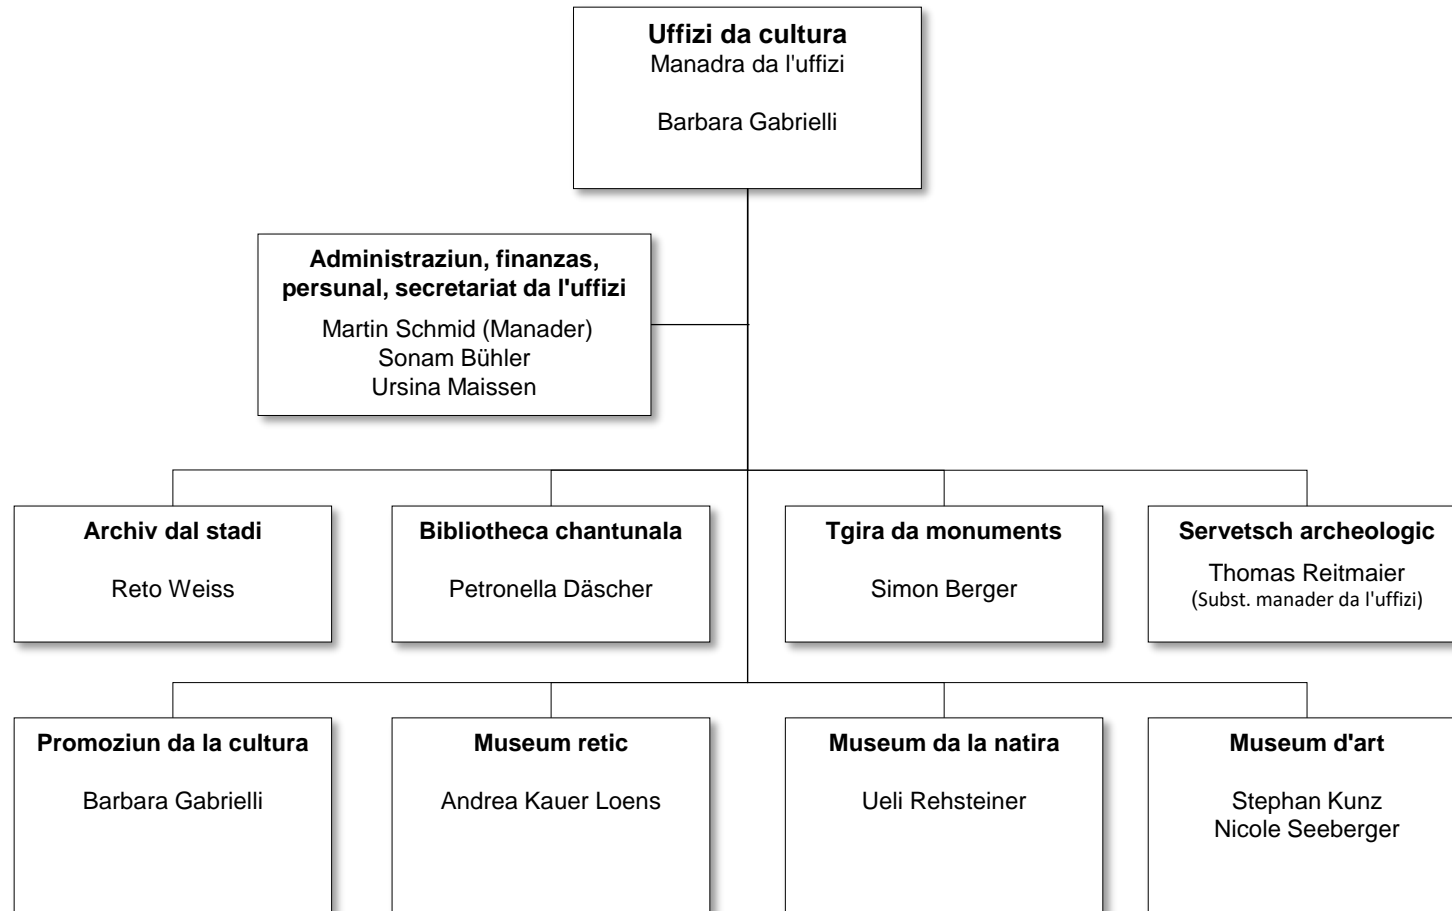 Uffizi da cultura
Manadra da l'uffizi
Barbara Gabrielli
Administraziun, finanzas,
persunal, secretariat da l'uffizi
Martin Schmid (Manader)
Sonam Bühler
Ursina Maissen
Archiv dal stadi
Reto Weiss
Bibliotheca chantunala
Petronella Däscher
Tgira da monuments
Simon Berger
Servetsch archeologic
Thomas Reitmaier
(Subst. manader da l'uffizi)
Promoziun da la cultura
Barbara Gabrielli
Museum retic
Andrea Kauer Loens
Museum da la natira
Ueli Rehsteiner
Museum d'art
Stephan Kunz
Nicole Seeberger